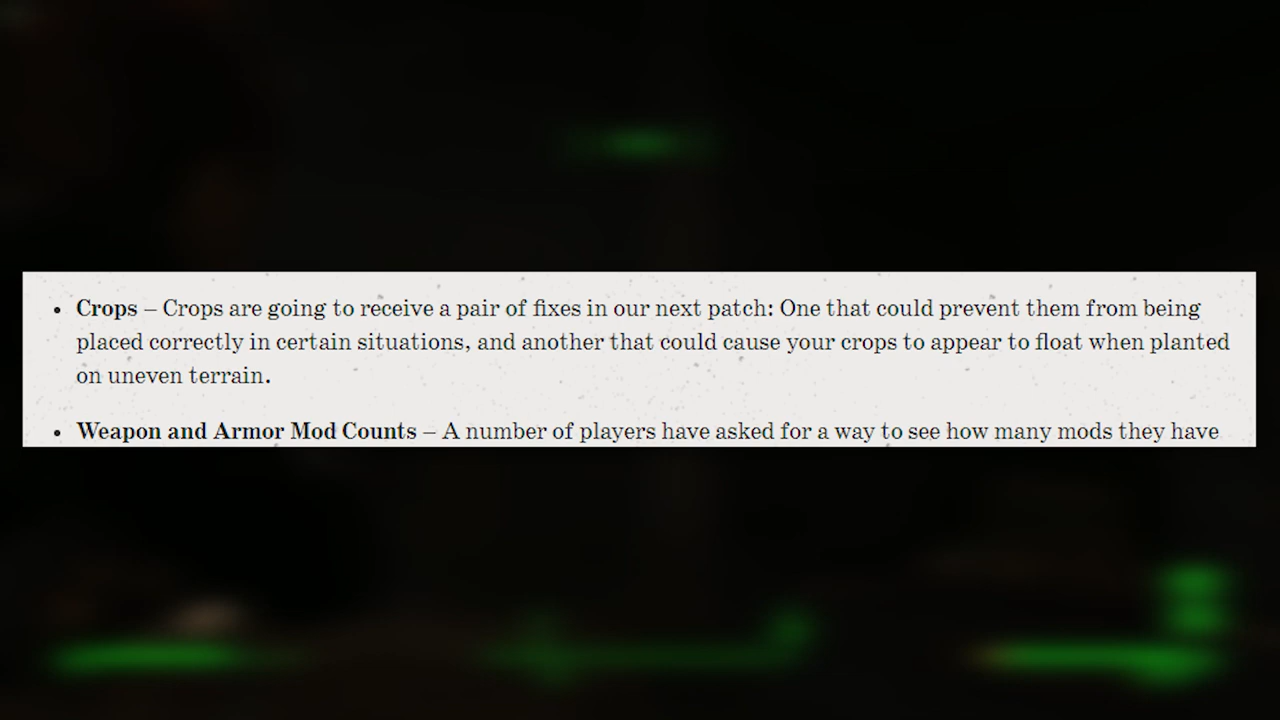 • Crops – Crops are going to receive a pair of fixes in our next patch: One that could prevent them from being
placed correctly in certain situations, and another that could cause your crops to appear to float when planted
on uneven terrain.
• Weapon and Armor Mod Counts – A number of players have asked for a way to see how many mods they have